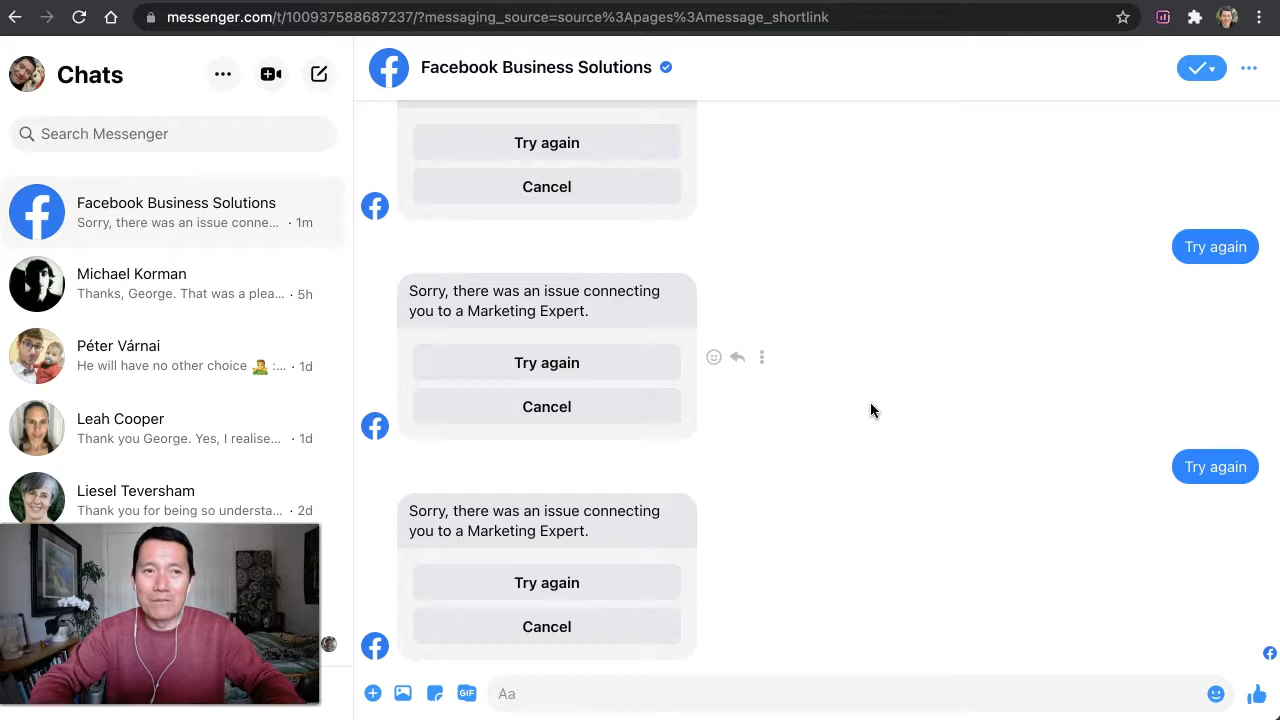 messenger.com/t/100937588687237/?messaging_source=source%3Apages%3Amessage_shortlink
Chats
Search Messenger
Facebook Business Solutions
Sorry, there was an issue conne... · 1m
Michael Korman
Thanks, George. That was a plea... · 5h
Péter Várnai
He will have no other choice 🤷 :... · 1d
Leah Cooper
Thank you George. Yes, I realise... · 1d
Liesel Teversham
Thank you for being so understa... · 2d
Facebook Business Solutions
Try again
Cancel
Try again
Sorry, there was an issue connecting
you to a Marketing Expert.
Try again
Cancel
Try again
Sorry, there was an issue connecting
you to a Marketing Expert.
Try again
Cancel
GIF
Aa